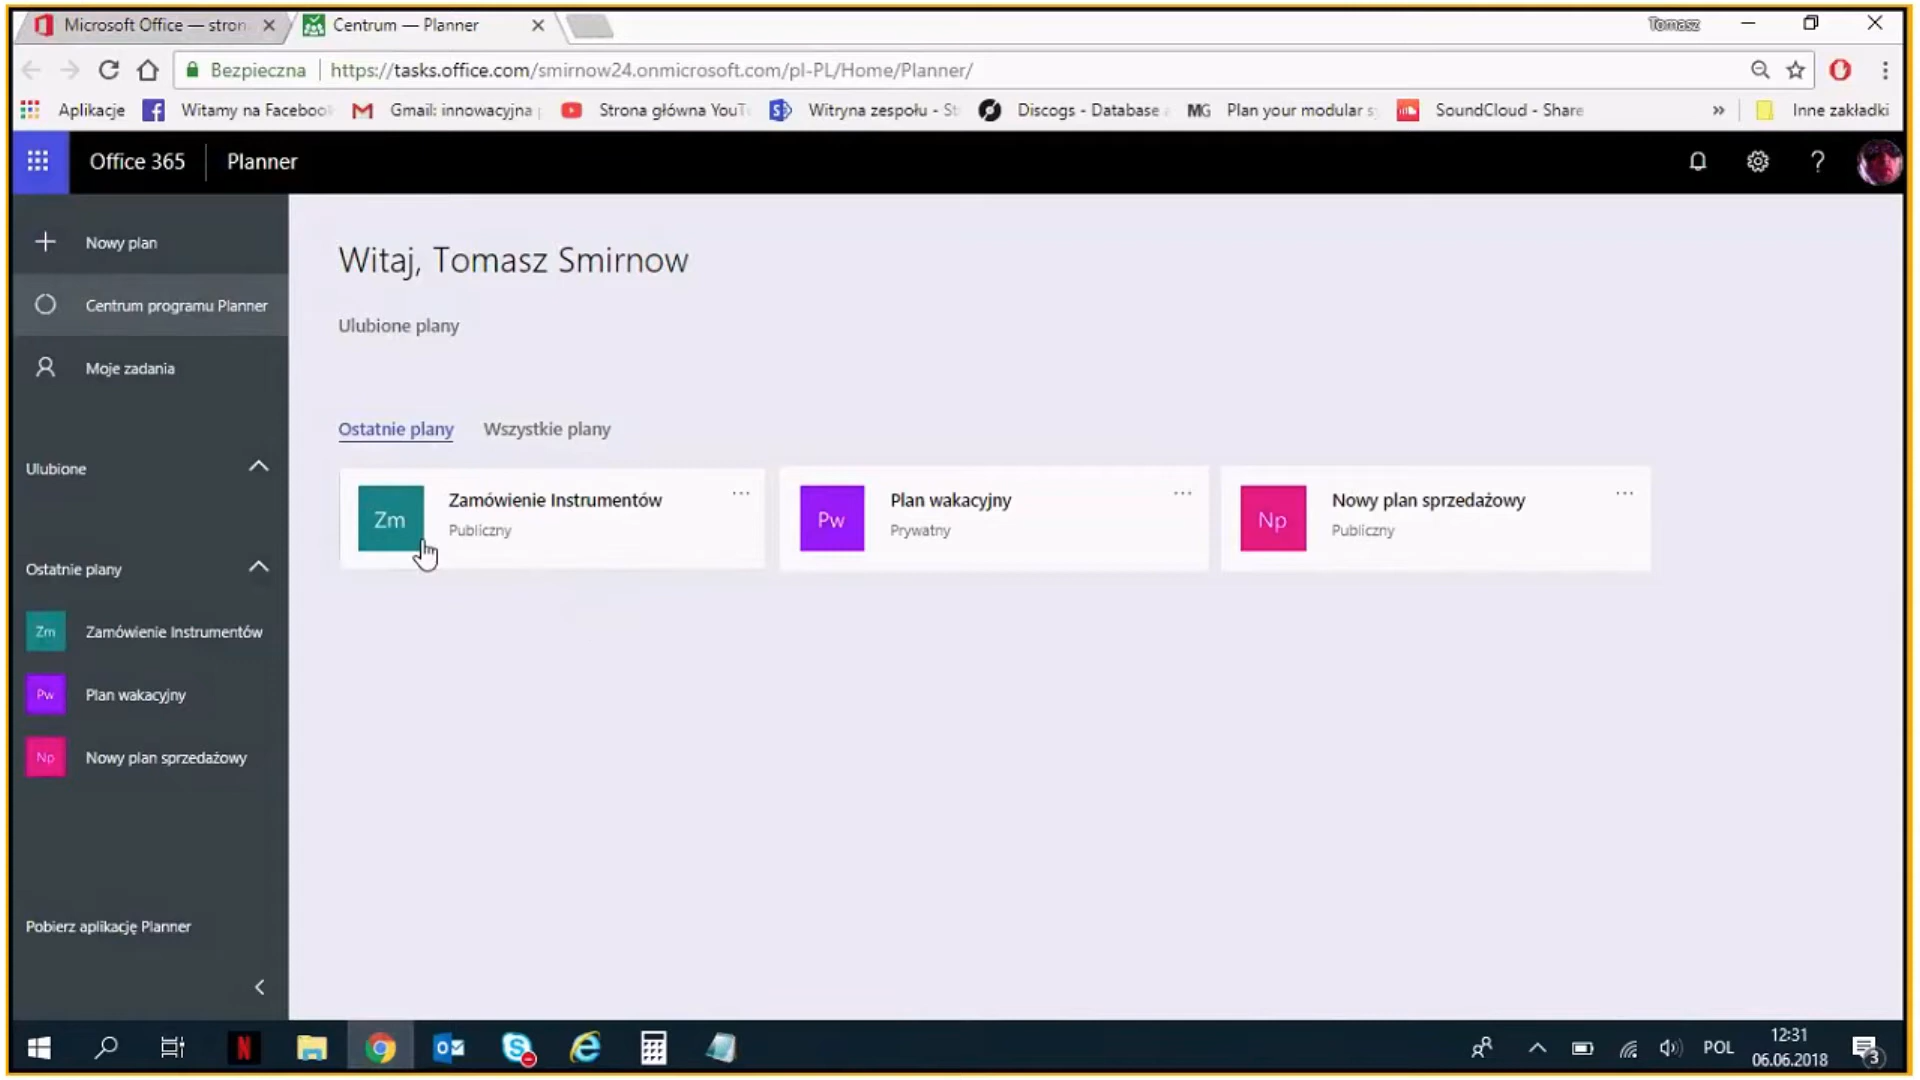 Microsoft Office — stron
Centrum — Planner
Tomasz
Bezpieczna
https://tasks.office.com/smirnow24.onmicrosoft.com/pl-PL/Home/Planner/
Aplikacje
Witamy na Faceboo
Gmail: innowacyjna
Strona główna YouT
Witryna zespołu - St
Discogs - Database
MG
Plan your modular sy
SoundCloud - Share
»
Inne zakładki
Office 365
Planner
?
Nowy plan
Centrum programu Planner
Moje zadania
Ulubione
Ostatnie plany
Zm
Zamówienie Instrumentów
Pw
Plan wakacyjny
Np
Nowy plan sprzedażowy
Pobierz aplikację Planner
Witaj, Tomasz Smirnow
Ulubione plany
Ostatnie plany
Wszystkie plany
Zm
Zamówienie Instrumentów
Publiczny
Pw
Plan wakacyjny
Prywatny
Np
Nowy plan sprzedażowy
Publiczny
POL
12:31
06.06.2018
3